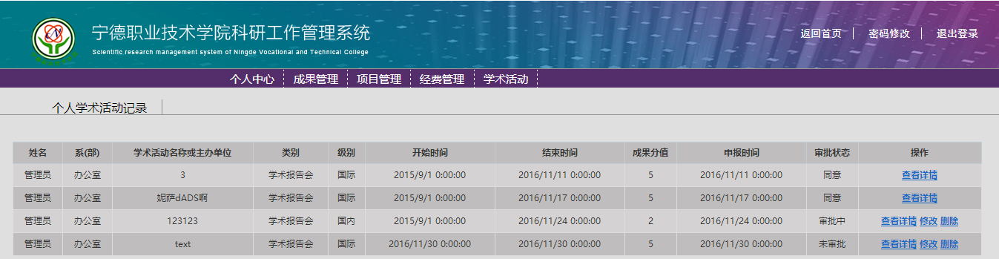 宁德职业技术学院科研工作管理系统
Scientific research management system of Ningde Vocational and Technical College
返回首页 密码修改 退出登录
个人中心 成果管理 项目管理 经费管理 学术活动
个人学术活动记录
姓名 系(部) 学术活动名称或主办单位 类别 级别 开始时间 结束时间 成果分值 申报时间 审批状态 操作
管理员 办公室 3 学术报告会 国际 2015/9/1 0:00:00 2016/11/11 0:00:00 5 2016/11/11 0:00:00 同意 查看详情
管理员 办公室 妮萨dADS啊 学术报告会 国际 2015/9/1 0:00:00 2016/11/17 0:00:00 5 2016/11/17 0:00:00 同意 查看详情
管理员 办公室 123123 学术报告会 国内 2015/9/1 0:00:00 2016/11/24 0:00:00 2 2016/11/24 0:00:00 审批中 查看详情 修改 删除
管理员 办公室 text 学术报告会 国际 2016/11/30 0:00:00 2016/11/30 0:00:00 5 2016/11/30 0:00:00 未审批 查看详情 修改 删除